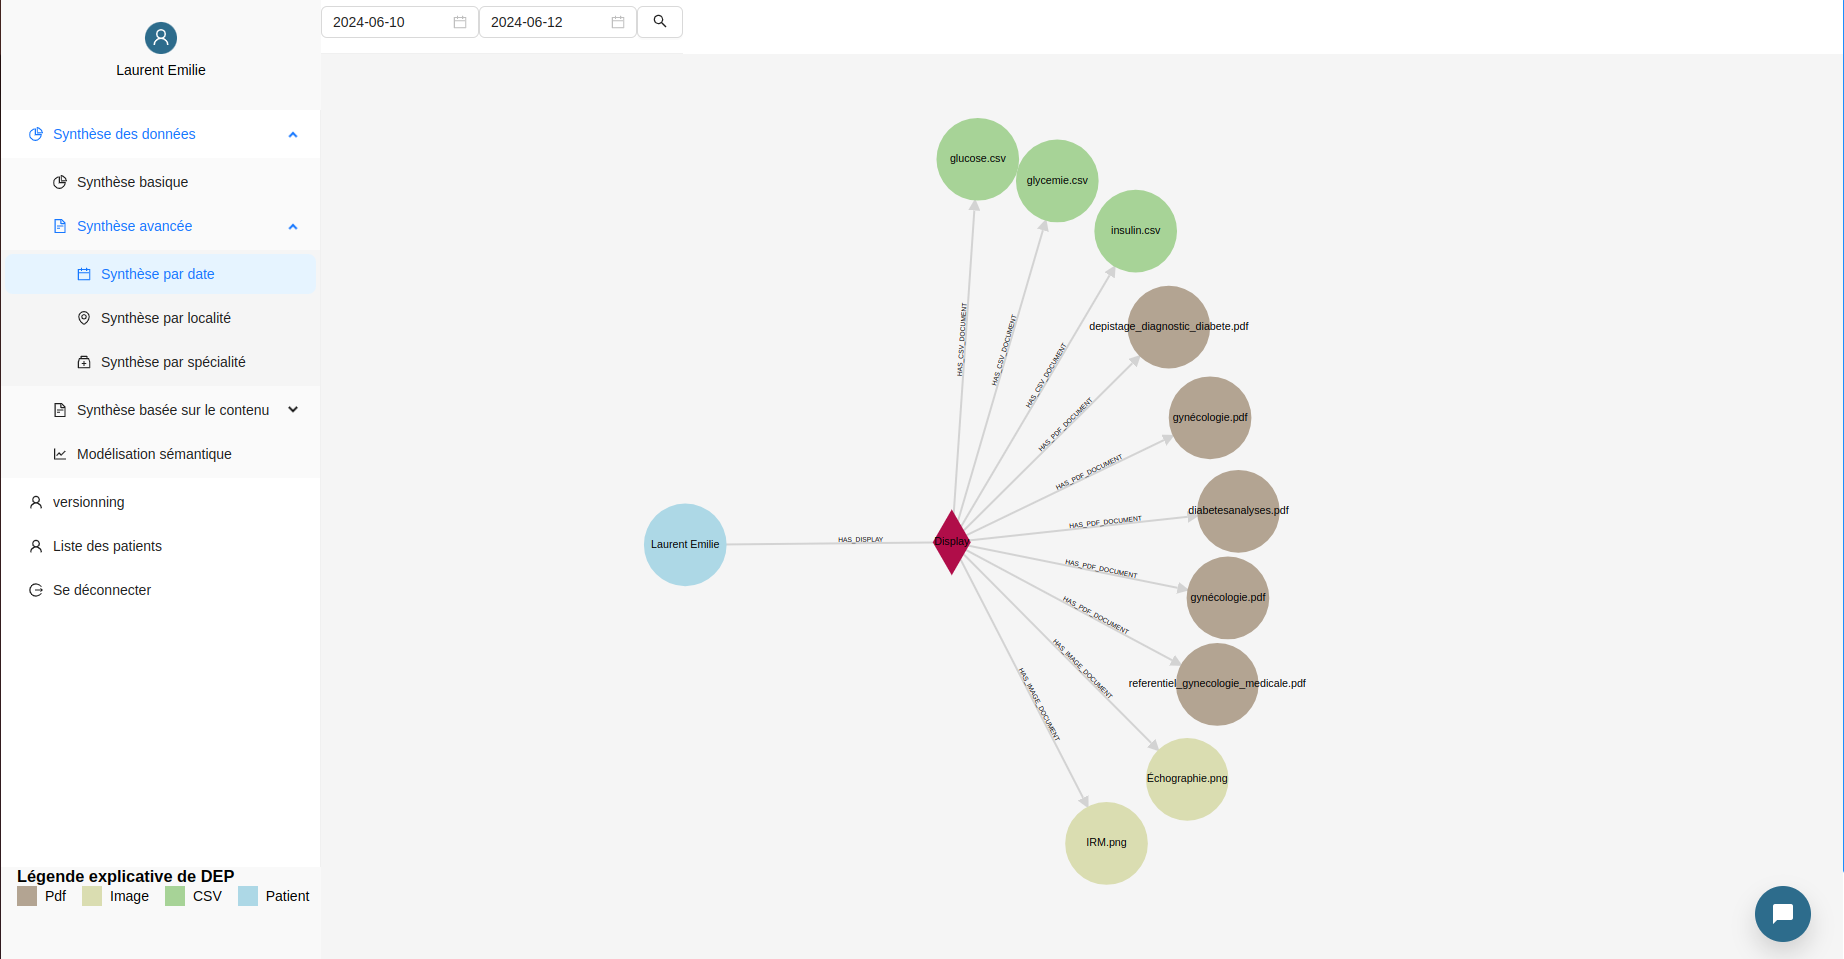 Laurent Emilie
Synthèse des données
Synthèse basique
Synthèse avancée
Synthèse par date
Synthèse par localité
Synthèse par spécialité
Synthèse basée sur le contenu
Modélisation sémantique
versionning
Liste des patients
Se déconnecter
Légende explicative de DEP
Pdf Image CSV Patient
2024-06-10 2024-06-12
glucose.csv
glycemie.csv
insulin.csv
depistage_diagnostic_diabete.pdf
gynécologie.pdf
diabetesanalyses.pdf
gynécologie.pdf
referentiel_gynecologie_medicale.pdf
Échographie.png
IRM.png
HAS_CSV_DOCUMENT
HAS_CSV_DOCUMENT
HAS_CSV_DOCUMENT
HAS_PDF_DOCUMENT
HAS_PDF_DOCUMENT
HAS_PDF_DOCUMENT
HAS_PDF_DOCUMENT
HAS_PDF_DOCUMENT
HAS_IMAGE_DOCUMENT
HAS_IMAGE_DOCUMENT
Laurent Emilie
HAS_DISPLAY
Display